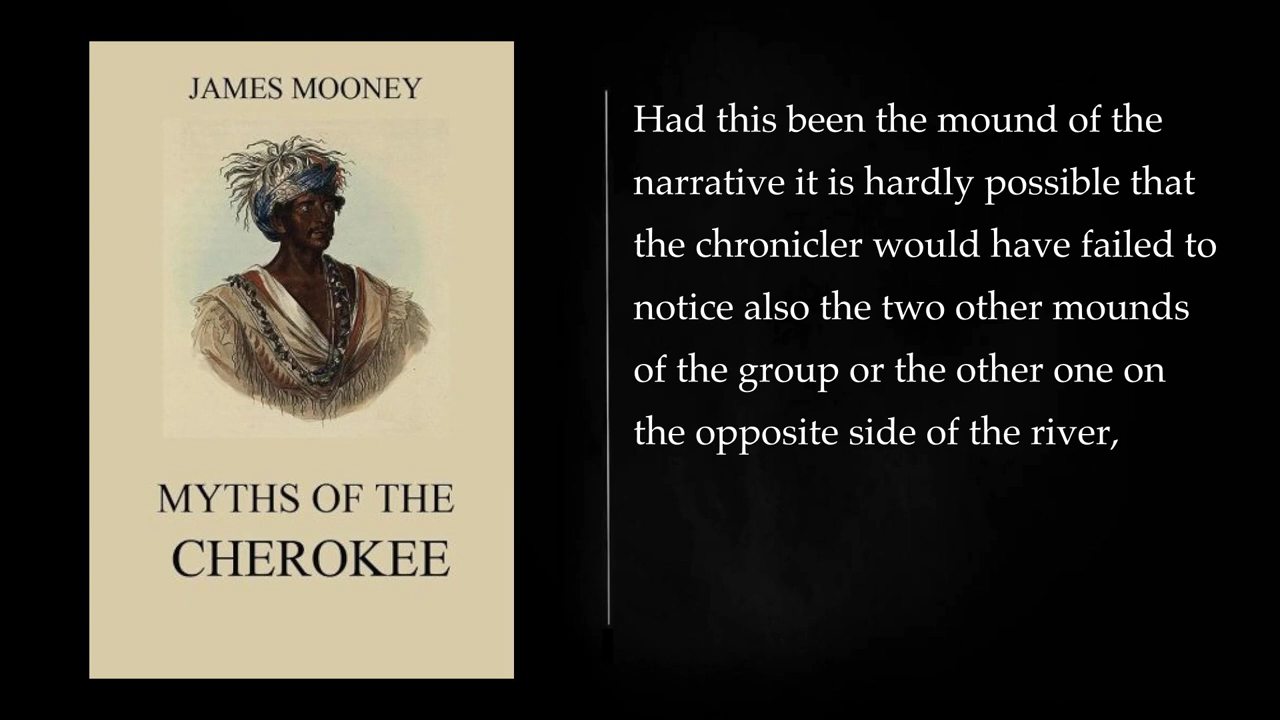 JAMES MOONEY
MYTHS OF THE
CHEROKEE
Had this been the mound of the
narrative it is hardly possible that
the chronicler would have failed to
notice also the two other mounds
of the group or the other one on
the opposite side of the river,